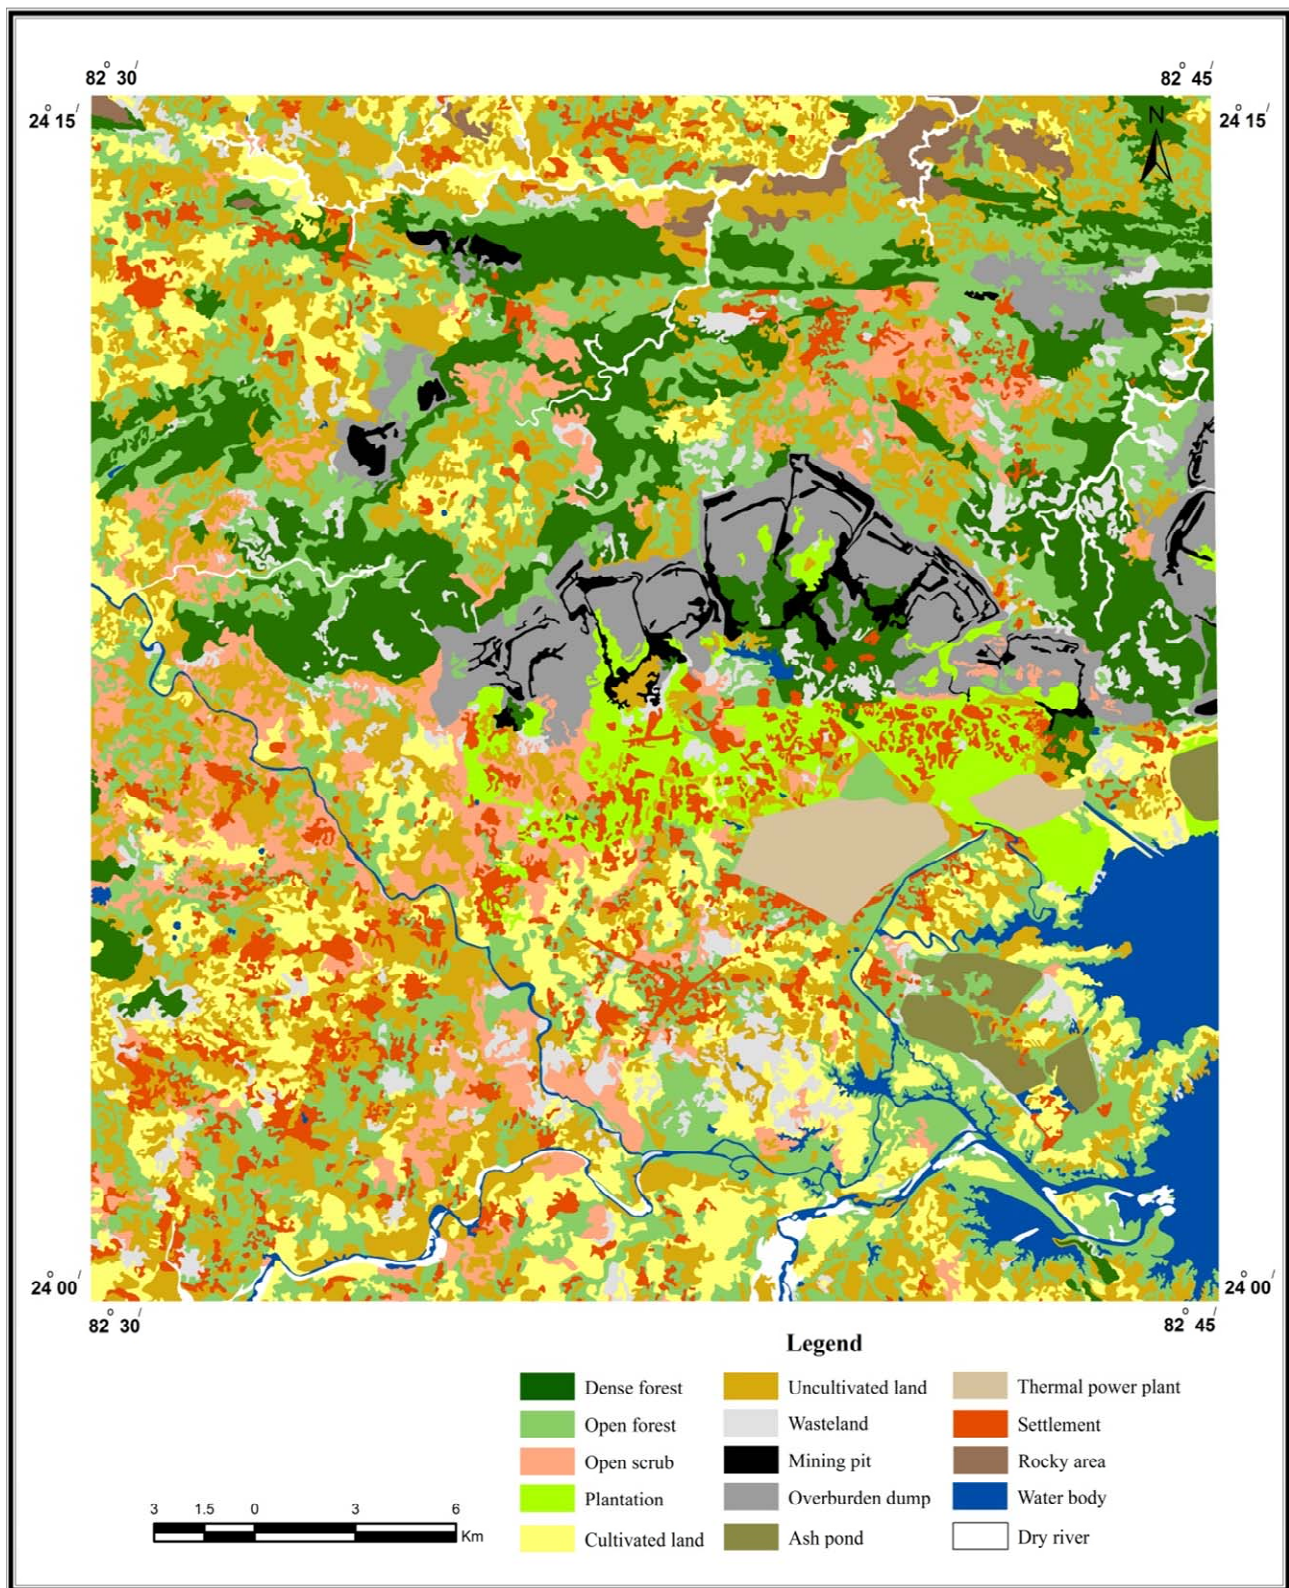 82° 30′ 82° 45′
24° 15′ 24° 15′
N
24° 00′ 24° 00′
82° 30′ 82° 45′
Legend
Dense forest Uncultivated land Thermal power plant
Open forest Wasteland Settlement
Open scrub Mining pit Rocky area
Plantation Overburden dump Water body
Cultivated land Ash pond Dry river
3 1.5 0 3 6
Km